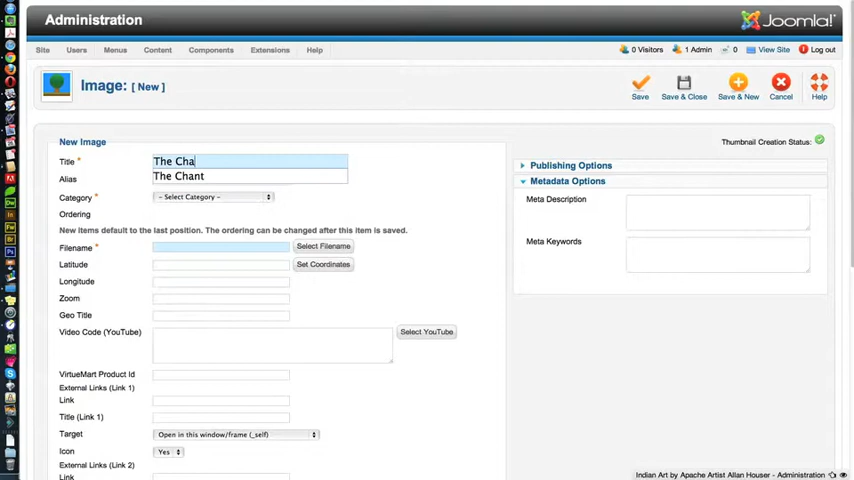 Administration
Joomla!
Site Users Menus Content Components Extensions Help
0 Visitors 1 Admin 0 View Site Log out
Image: [ New ]
Save Save & Close Save & New Cancel Help
New Image
Thumbnail Creation Status:
Title * The Cha
The Chant
Alias
Category * - Select Category -
Ordering
New items default to the last position. The ordering can be changed after this item is saved.
Filename * Select Filename
Latitude Set Coordinates
Longitude
Zoom
Geo Title
Video Code (YouTube) Select YouTube
VirtueMart Product Id
External Links (Link 1)
Link
Title (Link 1)
Target Open in this window/frame (_self)
Icon Yes
External Links (Link 2)
Link
Publishing Options
Metadata Options
Meta Description
Meta Keywords
Indian Art by Apache Artist Allan Houser - Administration